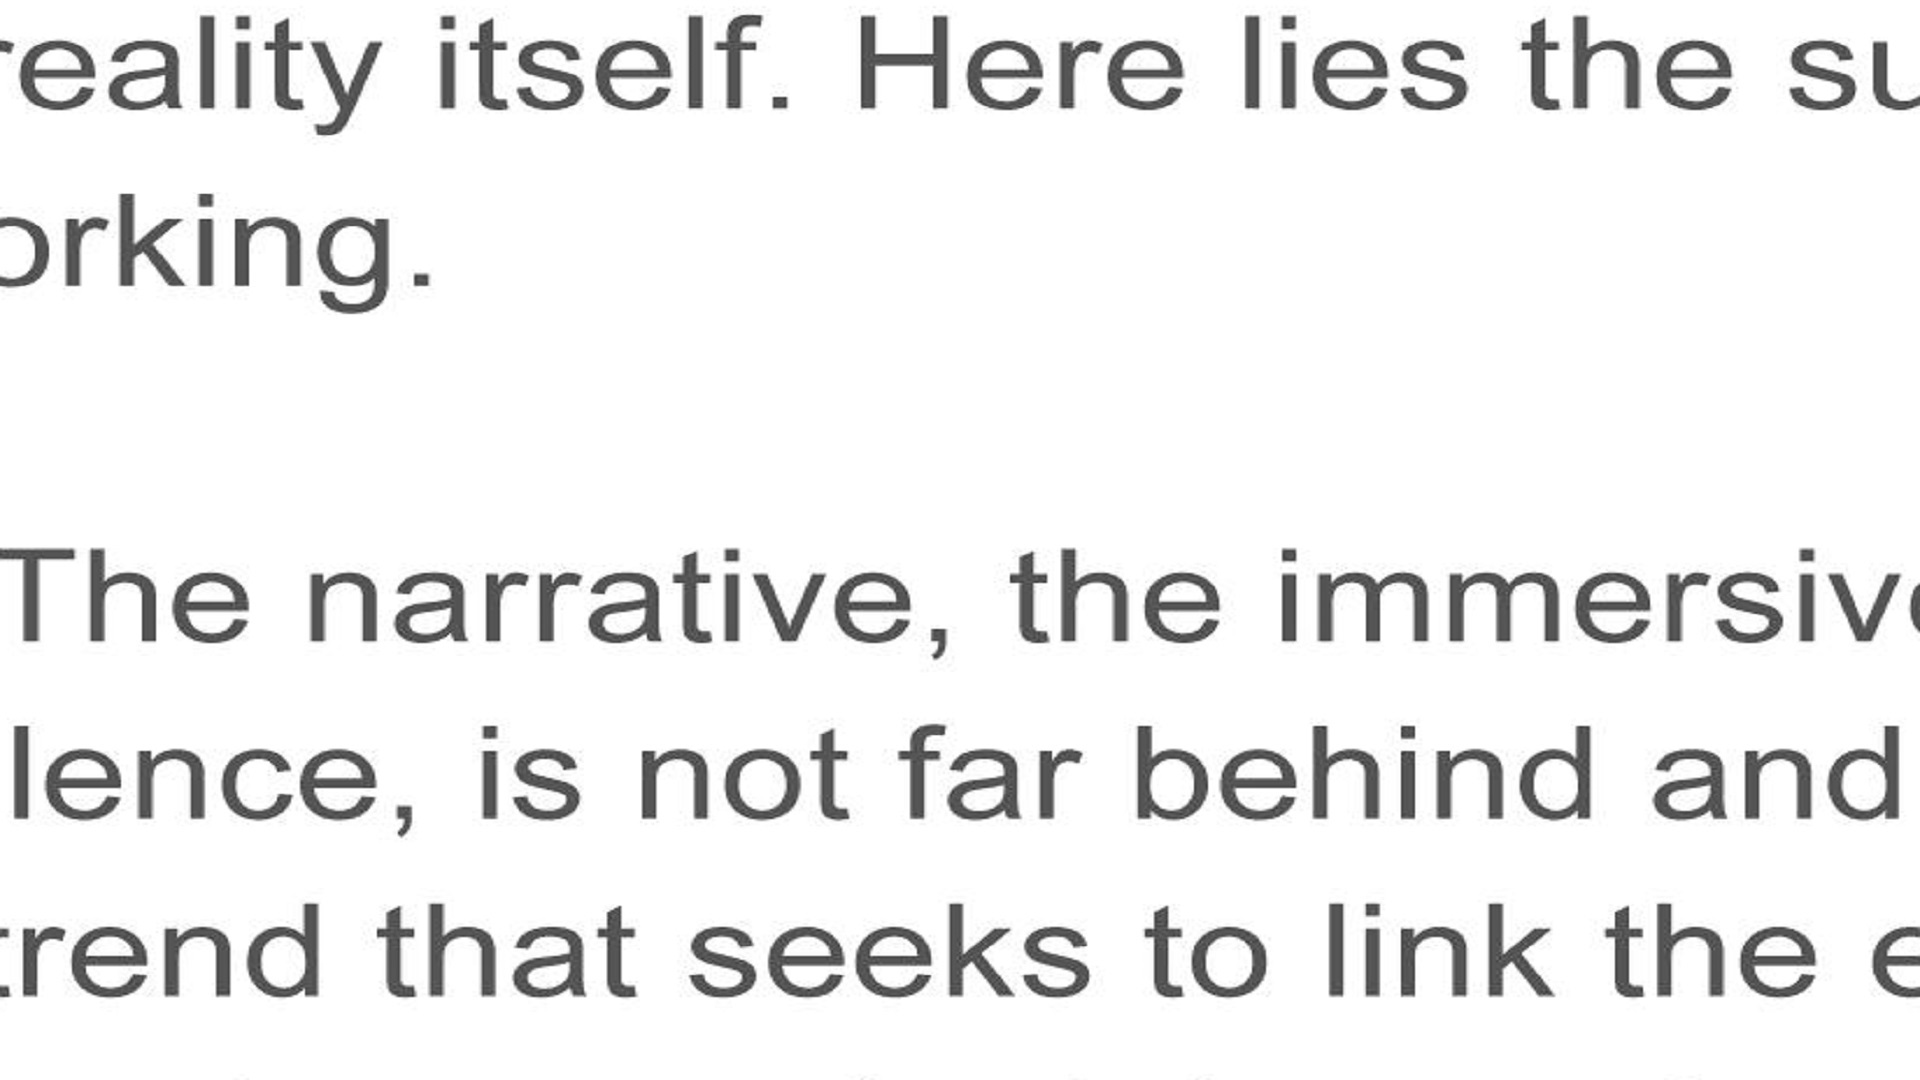 reality itself. Here lies the su
orking.
The narrative, the immersive
lence, is not far behind and
trend that seeks to link the e